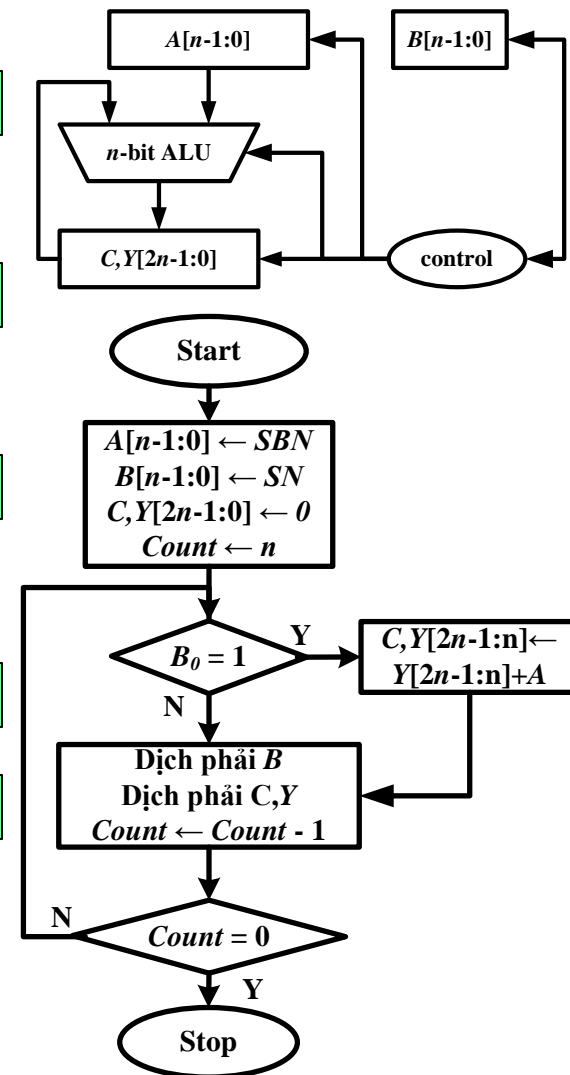 A[n-1:0]
B[n-1:0]
n-bit ALU
C,Y[2n-1:0]
control
Start
A[n-1:0] ← SBN
B[n-1:0] ← SN
C,Y[2n-1:0] ← 0
Count ← n
B₀ = 1
Y
C,Y[2n-1:n]←
Y[2n-1:n]+A
N
Dịch phải B
Dịch phải C,Y
Count ← Count - 1
N
Count = 0
Y
Stop